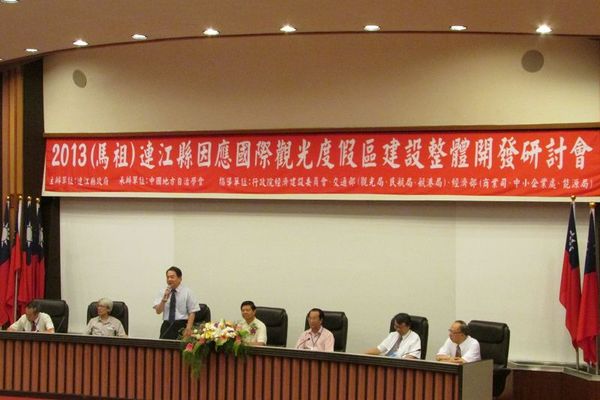 2013(馬祖)連江縣因應國際觀光度假區建設整體開發研討會
主辦單位:連江縣政府 承辦單位:中國地方自治學會 指導單位:行政院經濟建設委員會、交通部(觀光局、民航局、航港局)、經濟部(商業司、中小企業處、能源局)